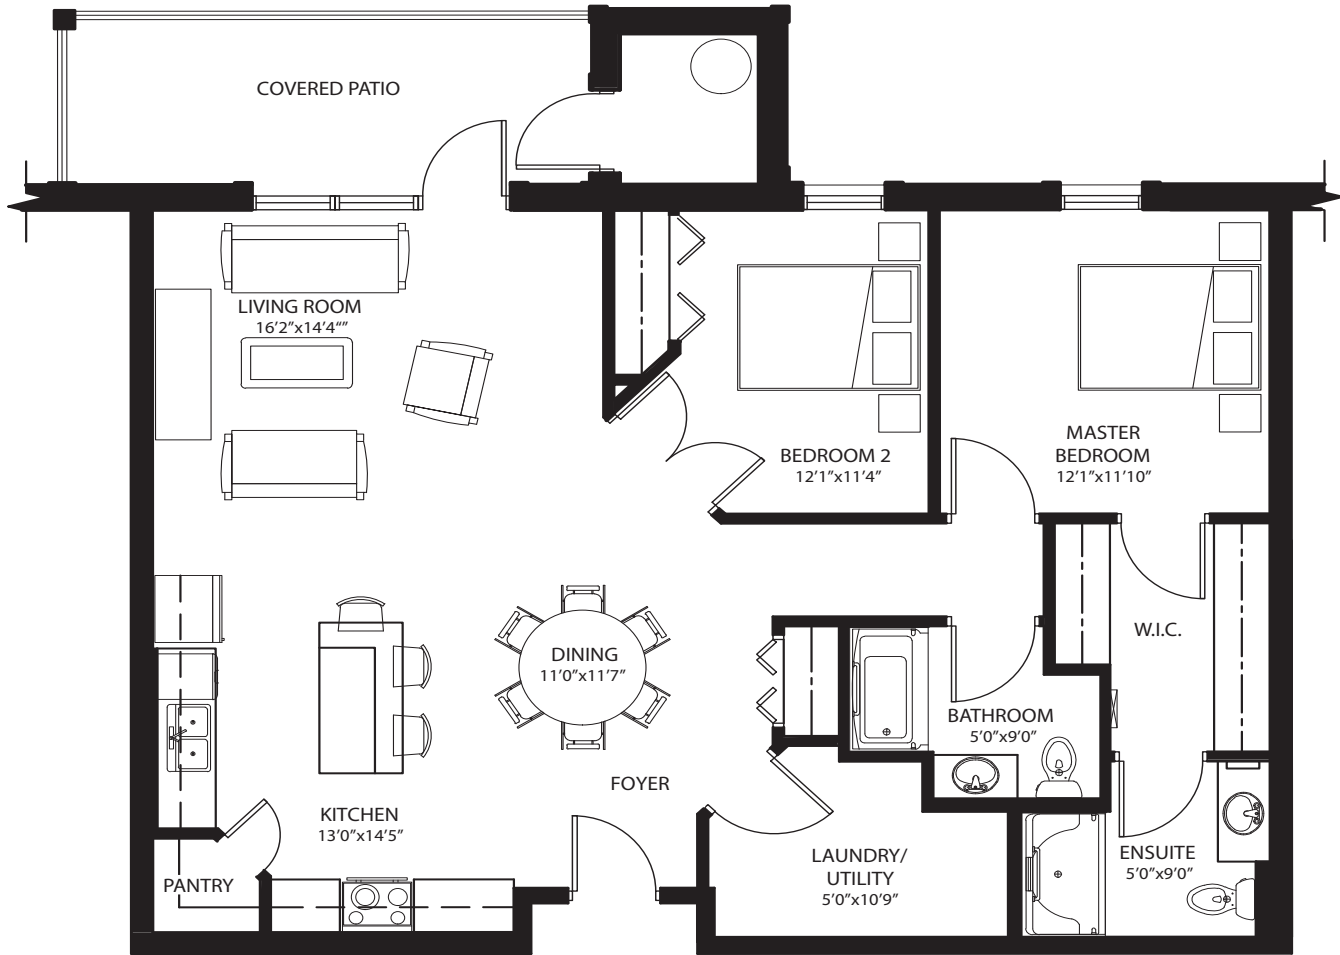 COVERED PATIO
LIVING ROOM
16’2”x14’4“”
BEDROOM 2
12’1”x11’4”
MASTER
BEDROOM
12’1”x11’10”
W.I.C.
DINING
11’0”x11’7”
BATHROOM
5’0”x9’0”
FOYER
KITCHEN
13’0”x14’5”
PANTRY
LAUNDRY/
UTILITY
5’0”x10’9”
ENSUITE
5’0”x9’0”